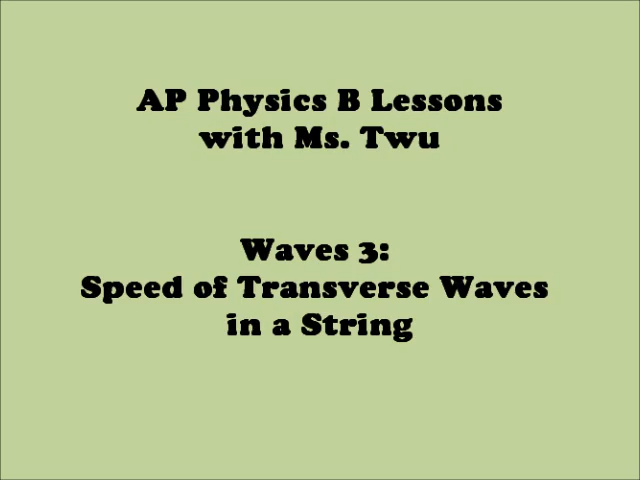 AP Physics B Lessons
with Ms. Twu
Waves 3:
Speed of Transverse Waves
in a String